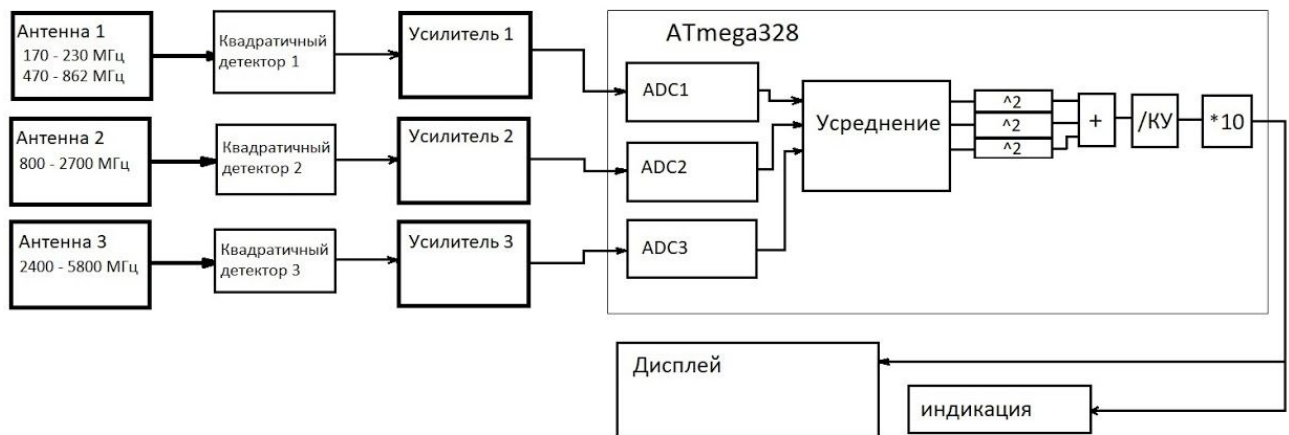 Антенна 1
170 - 230 МГц
470 - 862 МГц
Квадратичный
детектор 1
Усилитель 1
ATmega328
ADC1
Антенна 2
800 - 2700 МГц
Квадратичный
детектор 2
Усилитель 2
ADC2
Антенна 3
2400 - 5800 МГц
Квадратичный
детектор 3
Усилитель 3
ADC3
Усреднение
^2
^2
^2
+
/КУ
*10
Дисплей
индикация